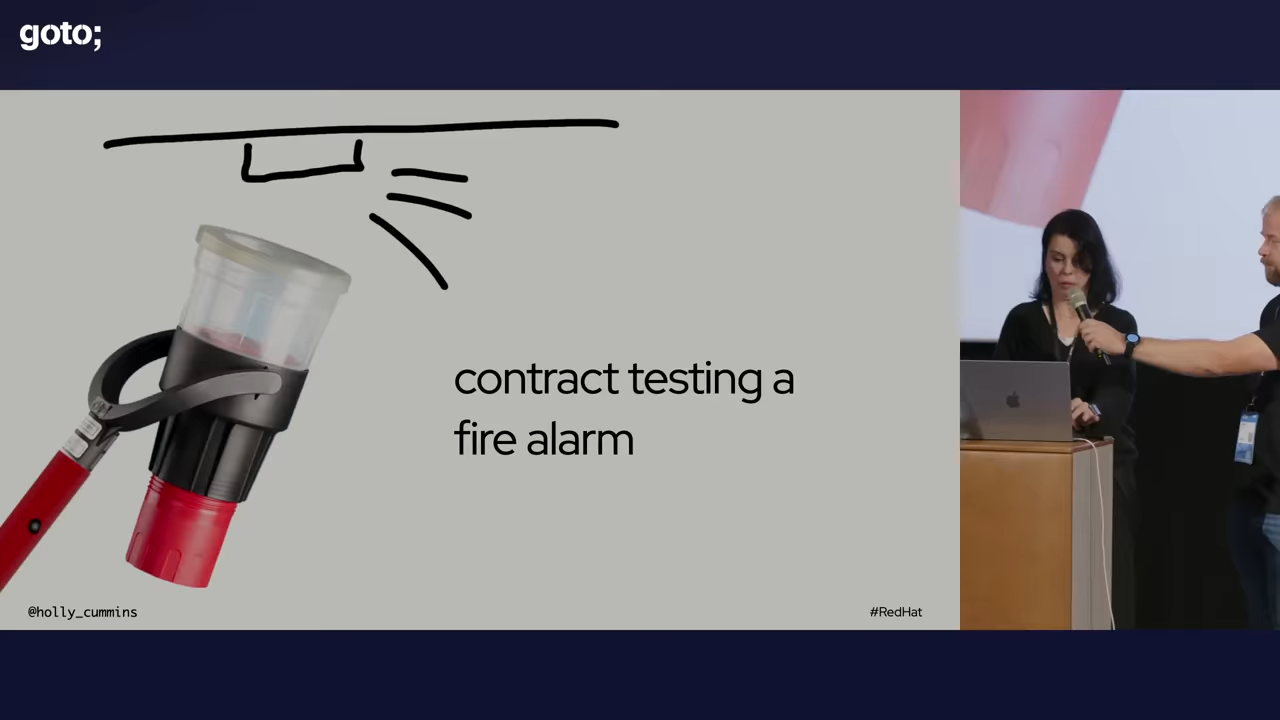 goto;
contract testing a
fire alarm
@holly_cummins
#RedHat